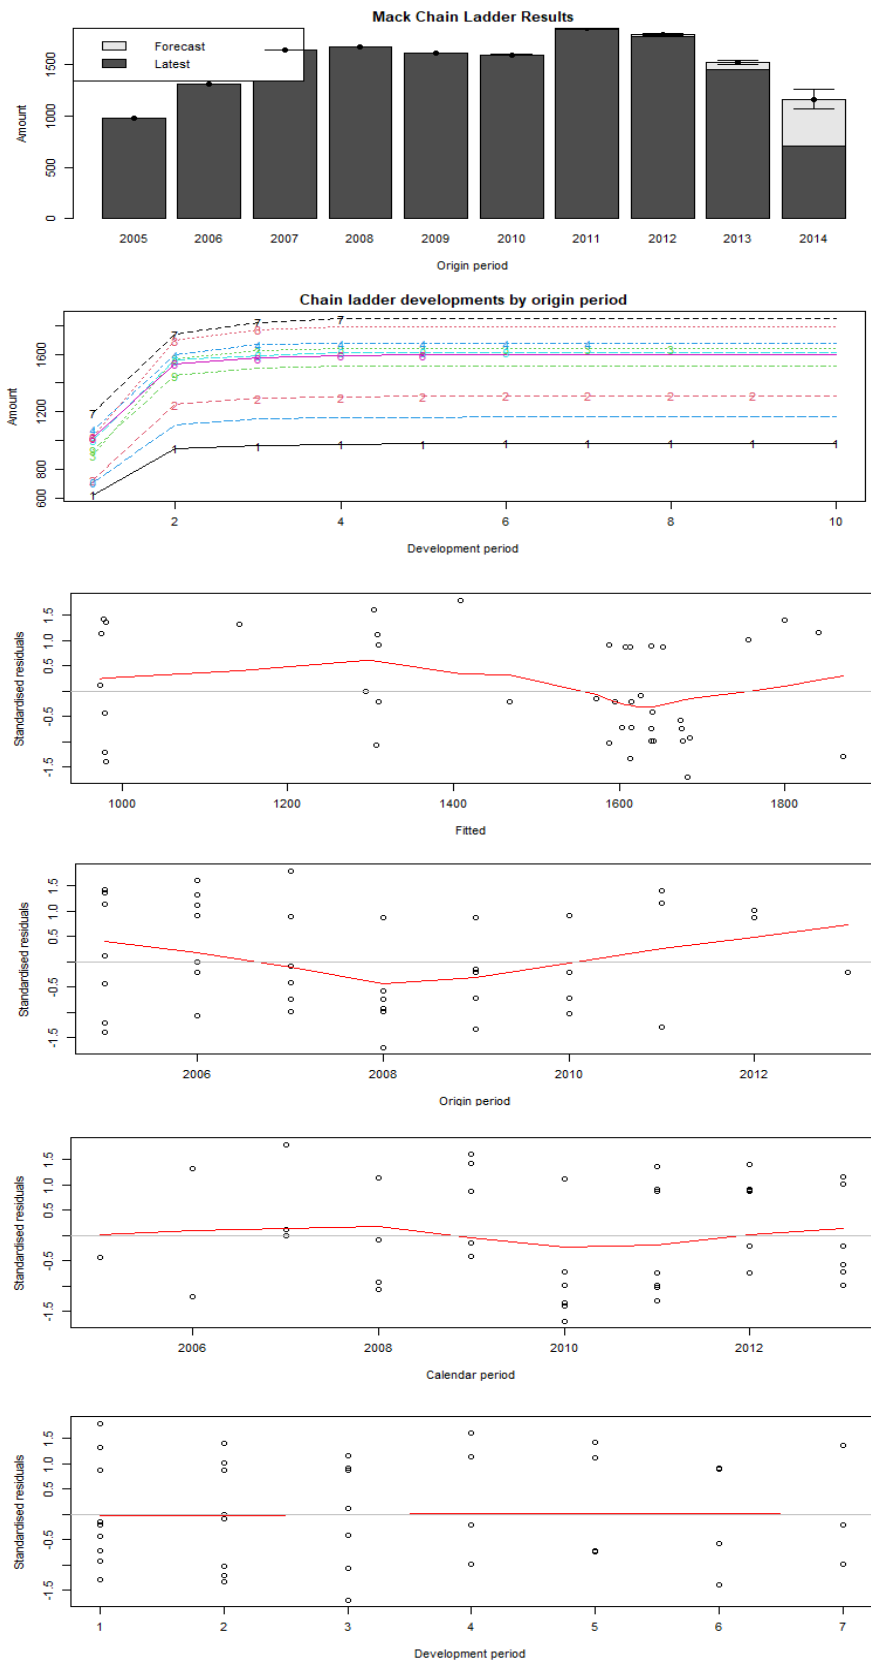 Mack Chain Ladder Results
Forecast
Latest
Amount
0 500 1000 1500
2005 2006 2007 2008 2009 2010 2011 2012 2013 2014
Origin period
Chain ladder developments by origin period
Amount
600 800 1200 1600
2 4 6 8 10
Development period
Standardised residuals
-1.5 -0.5 0.5 1.0 1.5
1000 1200 1400 1600 1800
Fitted
Standardised residuals
-1.5 -0.5 0.5 1.0 1.5
2006 2008 2010 2012
Origin period
Standardised residuals
-1.5 -0.5 0.5 1.0 1.5
2006 2008 2010 2012
Calendar period
Standardised residuals
-1.5 -0.5 0.5 1.0 1.5
1 2 3 4 5 6 7
Development period